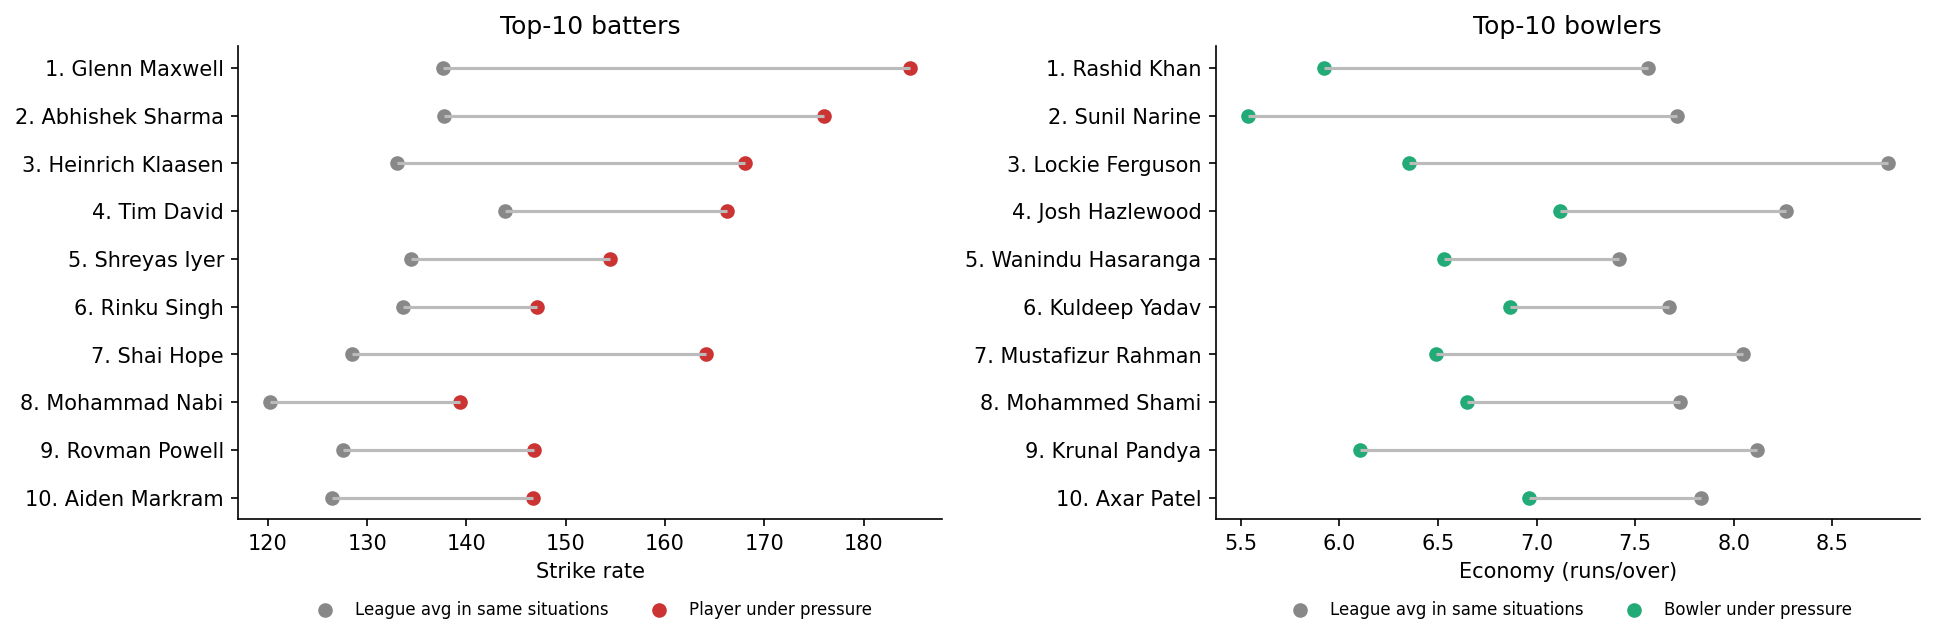 Top-10 batters
1. Glenn Maxwell
2. Abhishek Sharma
3. Heinrich Klaasen
4. Tim David
5. Shreyas Iyer
6. Rinku Singh
7. Shai Hope
8. Mohammad Nabi
9. Rovman Powell
10. Aiden Markram
120 130 140 150 160 170 180
Strike rate
League avg in same situations Player under pressure
Top-10 bowlers
1. Rashid Khan
2. Sunil Narine
3. Lockie Ferguson
4. Josh Hazlewood
5. Wanindu Hasaranga
6. Kuldeep Yadav
7. Mustafizur Rahman
8. Mohammed Shami
9. Krunal Pandya
10. Axar Patel
5.5 6.0 6.5 7.0 7.5 8.0 8.5
Economy (runs/over)
League avg in same situations Bowler under pressure